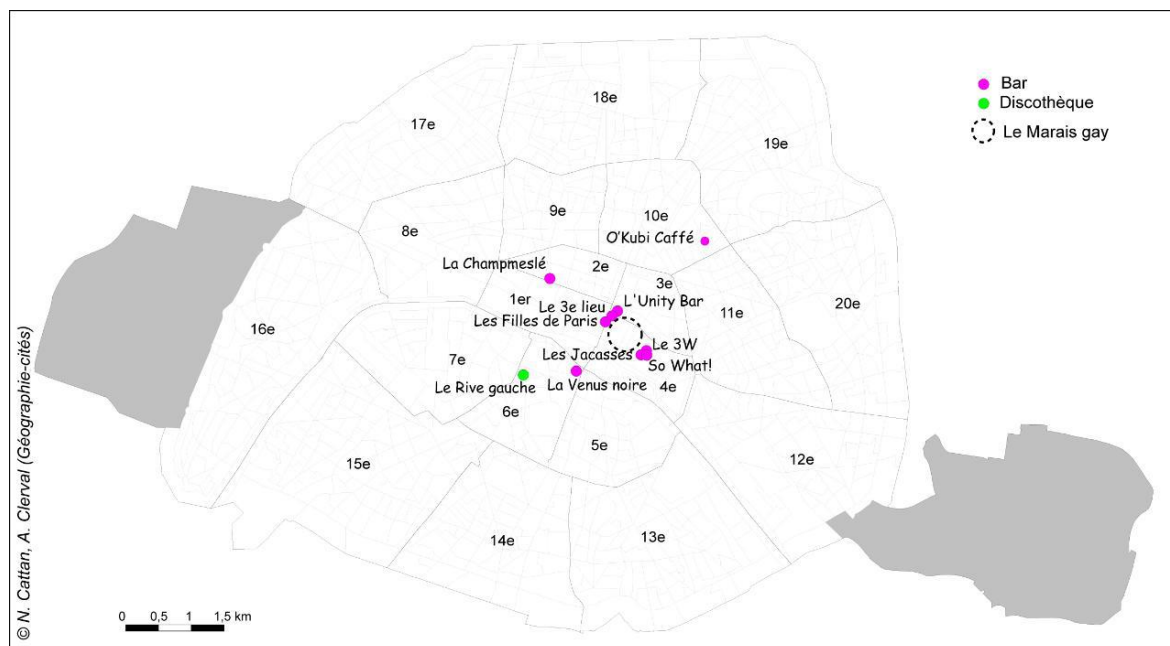 Bar
Discothèque
Le Marais gay
18e
17e
19e
9e
10e
O'Kubi Caffé
8e
La Champmeslé
2e
3e
1er
Le 3e lieu
L'Unity Bar
Les Filles de Paris
11e
20e
16e
7e
Le 3W
Les Jacasses
So What!
Le Rive gauche
La Venus noire
4e
6e
5e
15e
12e
14e
13e
0 0,5 1 1,5 km
© N. Cattan, A. Clerval (Géographie-cités)